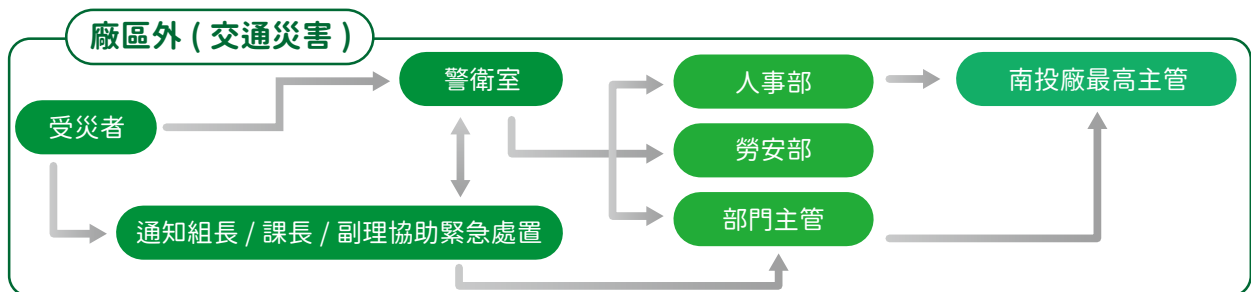 廠區外 ( 交通災害 )
警衛室
人事部
南投廠最高主管
受災者
勞安部
通知組長 / 課長 / 副理協助緊急處置
部門主管